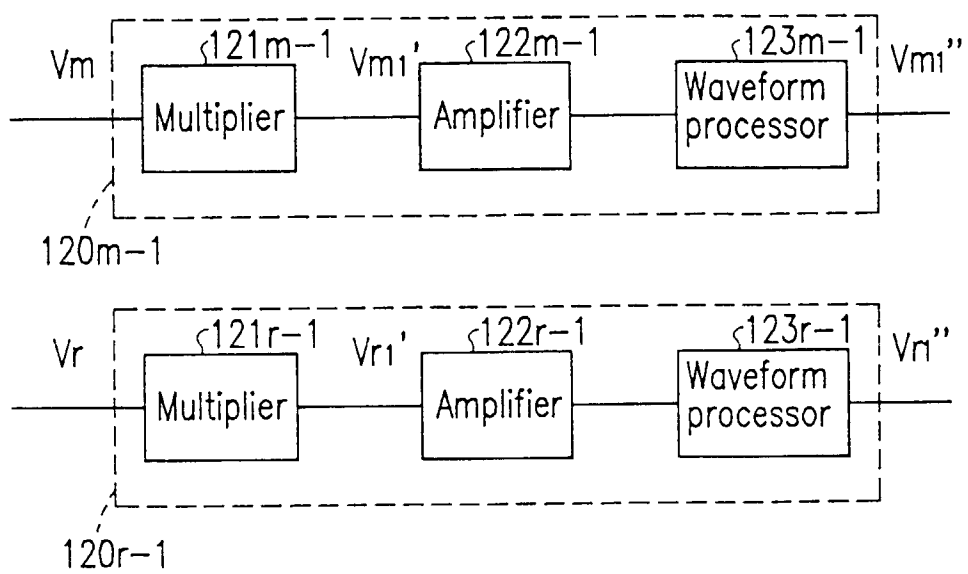 121m-1 122m-1 123m-1
Vm Vm1' Vm1''
Multiplier Amplifier Waveform processor
120m-1
121r-1 122r-1 123r-1
Vr Vr1' Vr1''
Multiplier Amplifier Waveform processor
120r-1